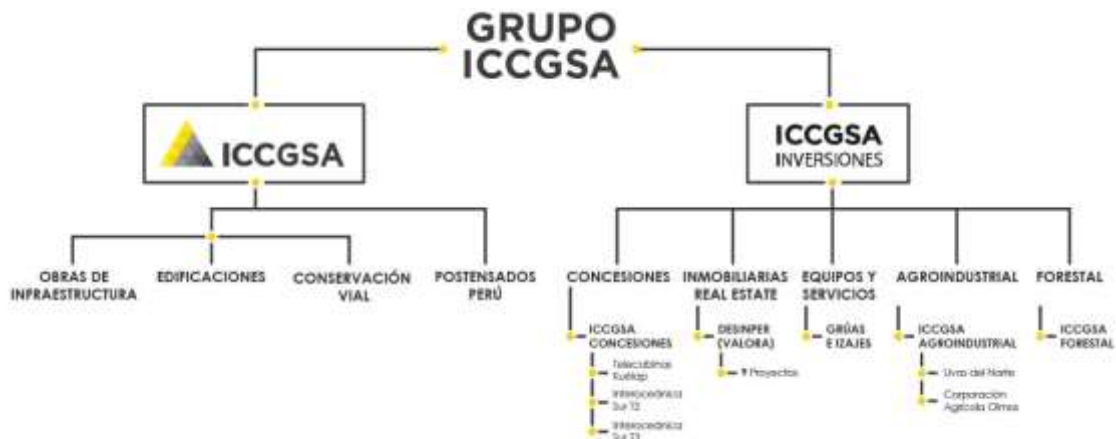 GRUPO
ICCGSA
ICCGSA
ICCGSA
INVERSIONES
OBRAS DE
INFRAESTRUCTURA
EDIFICACIONES
CONSERVACIÓN
VIAL
POSTENSADOS
PERÚ
CONCESIONES
INMOBILIARIAS
REAL ESTATE
EQUIPOS Y
SERVICIOS
AGROINDUSTRIAL
FORESTAL
ICCGSA
CONCESIONES
Telecabinas
Kuélap
Interoceánica
Sur T2
Interoceánica
Sur T3
DESINPER
(VALORA)
9 Proyectos
GRÚAS
E IZAJES
ICCGSA
AGROINDUSTRIAL
Uvas del Norte
Corporación
Agrícola Olmos
ICCGSA
FORESTAL